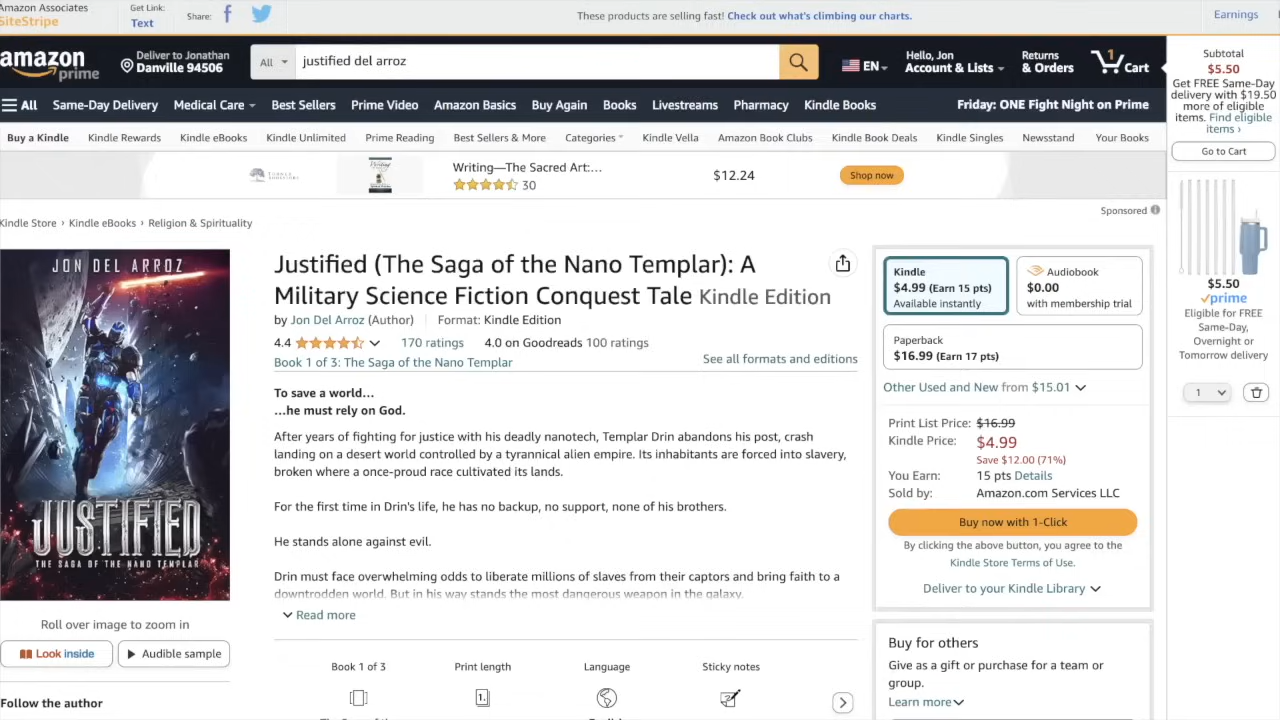 Amazon Associates
SiteStripe
Get Link:
Text
Share:
These products are selling fast! Check out what's climbing our charts.
Earnings
amazon
prime
Deliver to Jonathan
Danville 94506
All
justified del arroz
EN
Hello, Jon
Account & Lists
Returns
& Orders
1
Cart
All
Same-Day Delivery
Medical Care
Best Sellers
Prime Video
Amazon Basics
Buy Again
Books
Livestreams
Pharmacy
Kindle Books
Friday: ONE Fight Night on Prime
Buy a Kindle
Kindle Rewards
Kindle eBooks
Kindle Unlimited
Prime Reading
Best Sellers & More
Categories
Kindle Vella
Amazon Book Clubs
Kindle Book Deals
Kindle Singles
Newsstand
Your Books
Writing—The Sacred Art:...
30
$12.24
Shop now
Sponsored
Kindle Store › Kindle eBooks › Religion & Spirituality
JON DEL ARROZ
JUSTIFIED
THE SAGA OF THE NANO TEMPLAR
Roll over image to zoom in
Look inside
Audible sample
Follow the author
Justified (The Saga of the Nano Templar): A
Military Science Fiction Conquest Tale Kindle Edition
by Jon Del Arroz (Author)
Format: Kindle Edition
4.4
170 ratings
4.0 on Goodreads 100 ratings
Book 1 of 3: The Saga of the Nano Templar
See all formats and editions
To save a world...
...he must rely on God.
After years of fighting for justice with his deadly nanotech, Templar Drin abandons his post, crash
landing on a desert world controlled by a tyrannical alien empire. Its inhabitants are forced into slavery,
broken where a once-proud race cultivated its lands.
For the first time in Drin's life, he has no backup, no support, none of his brothers.
He stands alone against evil.
Drin must face overwhelming odds to liberate millions of slaves from their captors and bring faith to a
downtrodden world. But in his way stands the most dangerous weapon in the galaxy.
Read more
Book 1 of 3
Print length
Language
Sticky notes
Kindle
$4.99 (Earn 15 pts)
Available instantly
Audiobook
$0.00
with membership trial
Paperback
$16.99 (Earn 17 pts)
Other Used and New from $15.01
Print List Price: $16.99
Kindle Price: $4.99
Save $12.00 (71%)
You Earn: 15 pts Details
Sold by: Amazon.com Services LLC
Buy now with 1-Click
By clicking the above button, you agree to the
Kindle Store Terms of Use.
Deliver to your Kindle Library
Buy for others
Give as a gift or purchase for a team or
group.
Learn more
Subtotal
$5.50
Get FREE Same-Day
delivery with $19.50
more of eligible
items. Find eligible
items ›
Go to Cart
$5.50
prime
Eligible for FREE
Same-Day,
Overnight or
Tomorrow delivery
1